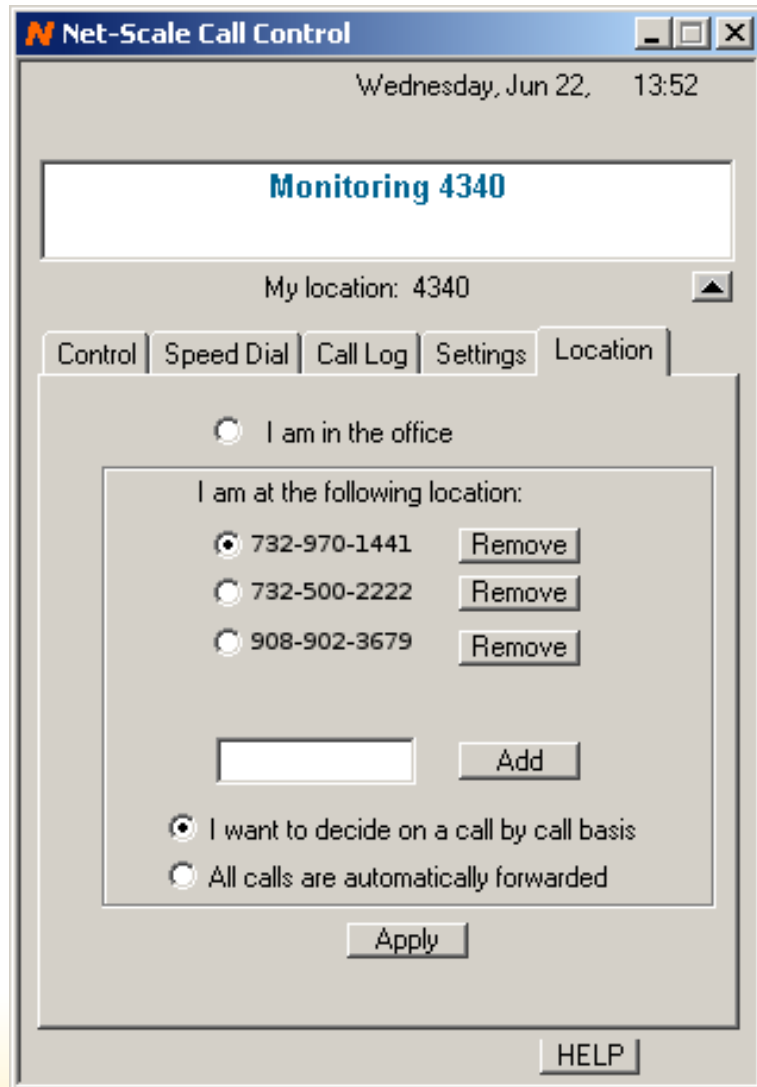 Net-Scale Call Control
Wednesday, Jun 22, 13:52
Monitoring 4340
My location: 4340
Control Speed Dial Call Log Settings Location
I am in the office
I am at the following location:
732-970-1441 Remove
732-500-2222 Remove
908-902-3679 Remove
Add
I want to decide on a call by call basis
All calls are automatically forwarded
Apply
HELP